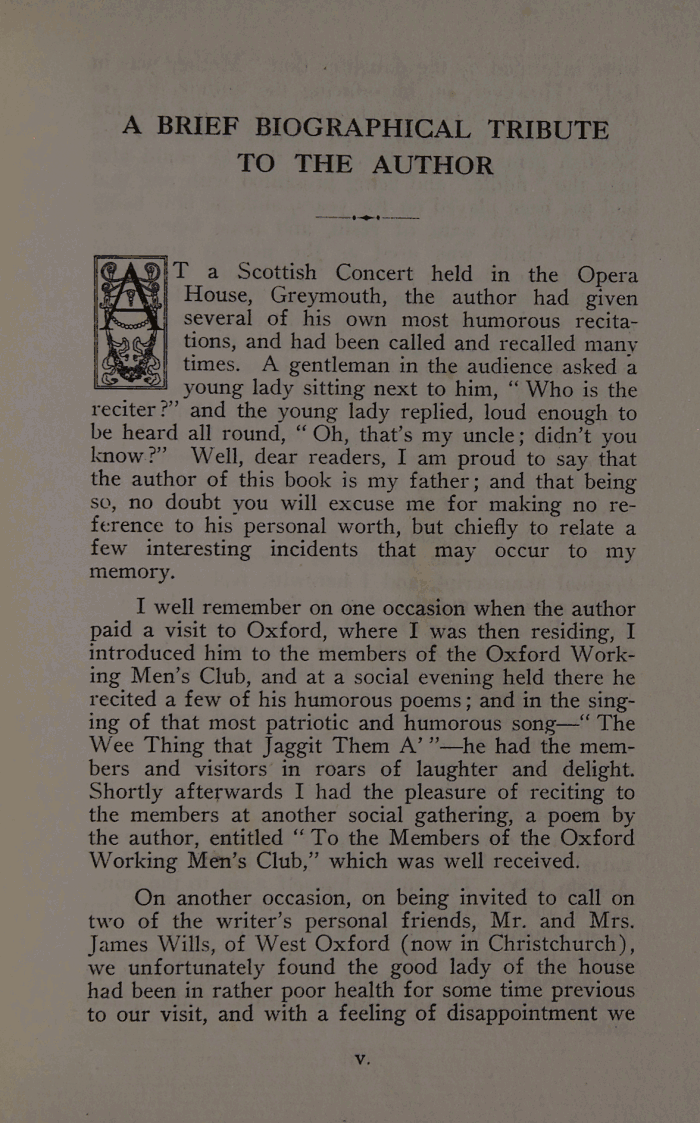 A BRIEF BIOGRAPHICAL TRIBUTE
TO THE AUTHOR
AT a Scottish Concert held in the Opera
House, Greymouth, the author had given
several of his own most humorous recita-
tions, and had been called and recalled many
times. A gentleman in the audience asked a
young lady sitting next to him, “ Who is the
reciter?” and the young lady replied, loud enough to
be heard all round, “ Oh, that’s my uncle; didn’t you
know?” Well, dear readers, I am proud to say that
the author of this book is my father; and that being
so, no doubt you will excuse me for making no re-
ference to his personal worth, but chiefly to relate a
few interesting incidents that may occur to my
memory.
I well remember on one occasion when the author
paid a visit to Oxford, where I was then residing, I
introduced him to the members of the Oxford Work-
ing Men’s Club, and at a social evening held there he
recited a few of his humorous poems; and in the sing-
ing of that most patriotic and humorous song—“ The
Wee Thing that Jaggit Them A’ ”—he had the mem-
bers and visitors in roars of laughter and delight.
Shortly afterwards I had the pleasure of reciting to
the members at another social gathering, a poem by
the author, entitled “ To the Members of the Oxford
Working Men’s Club,” which was well received.
On another occasion, on being invited to call on
two of the writer’s personal friends, Mr. and Mrs.
James Wills, of West Oxford (now in Christchurch),
we unfortunately found the good lady of the house
had been in rather poor health for some time previous
to our visit, and with a feeling of disappointment we
v.